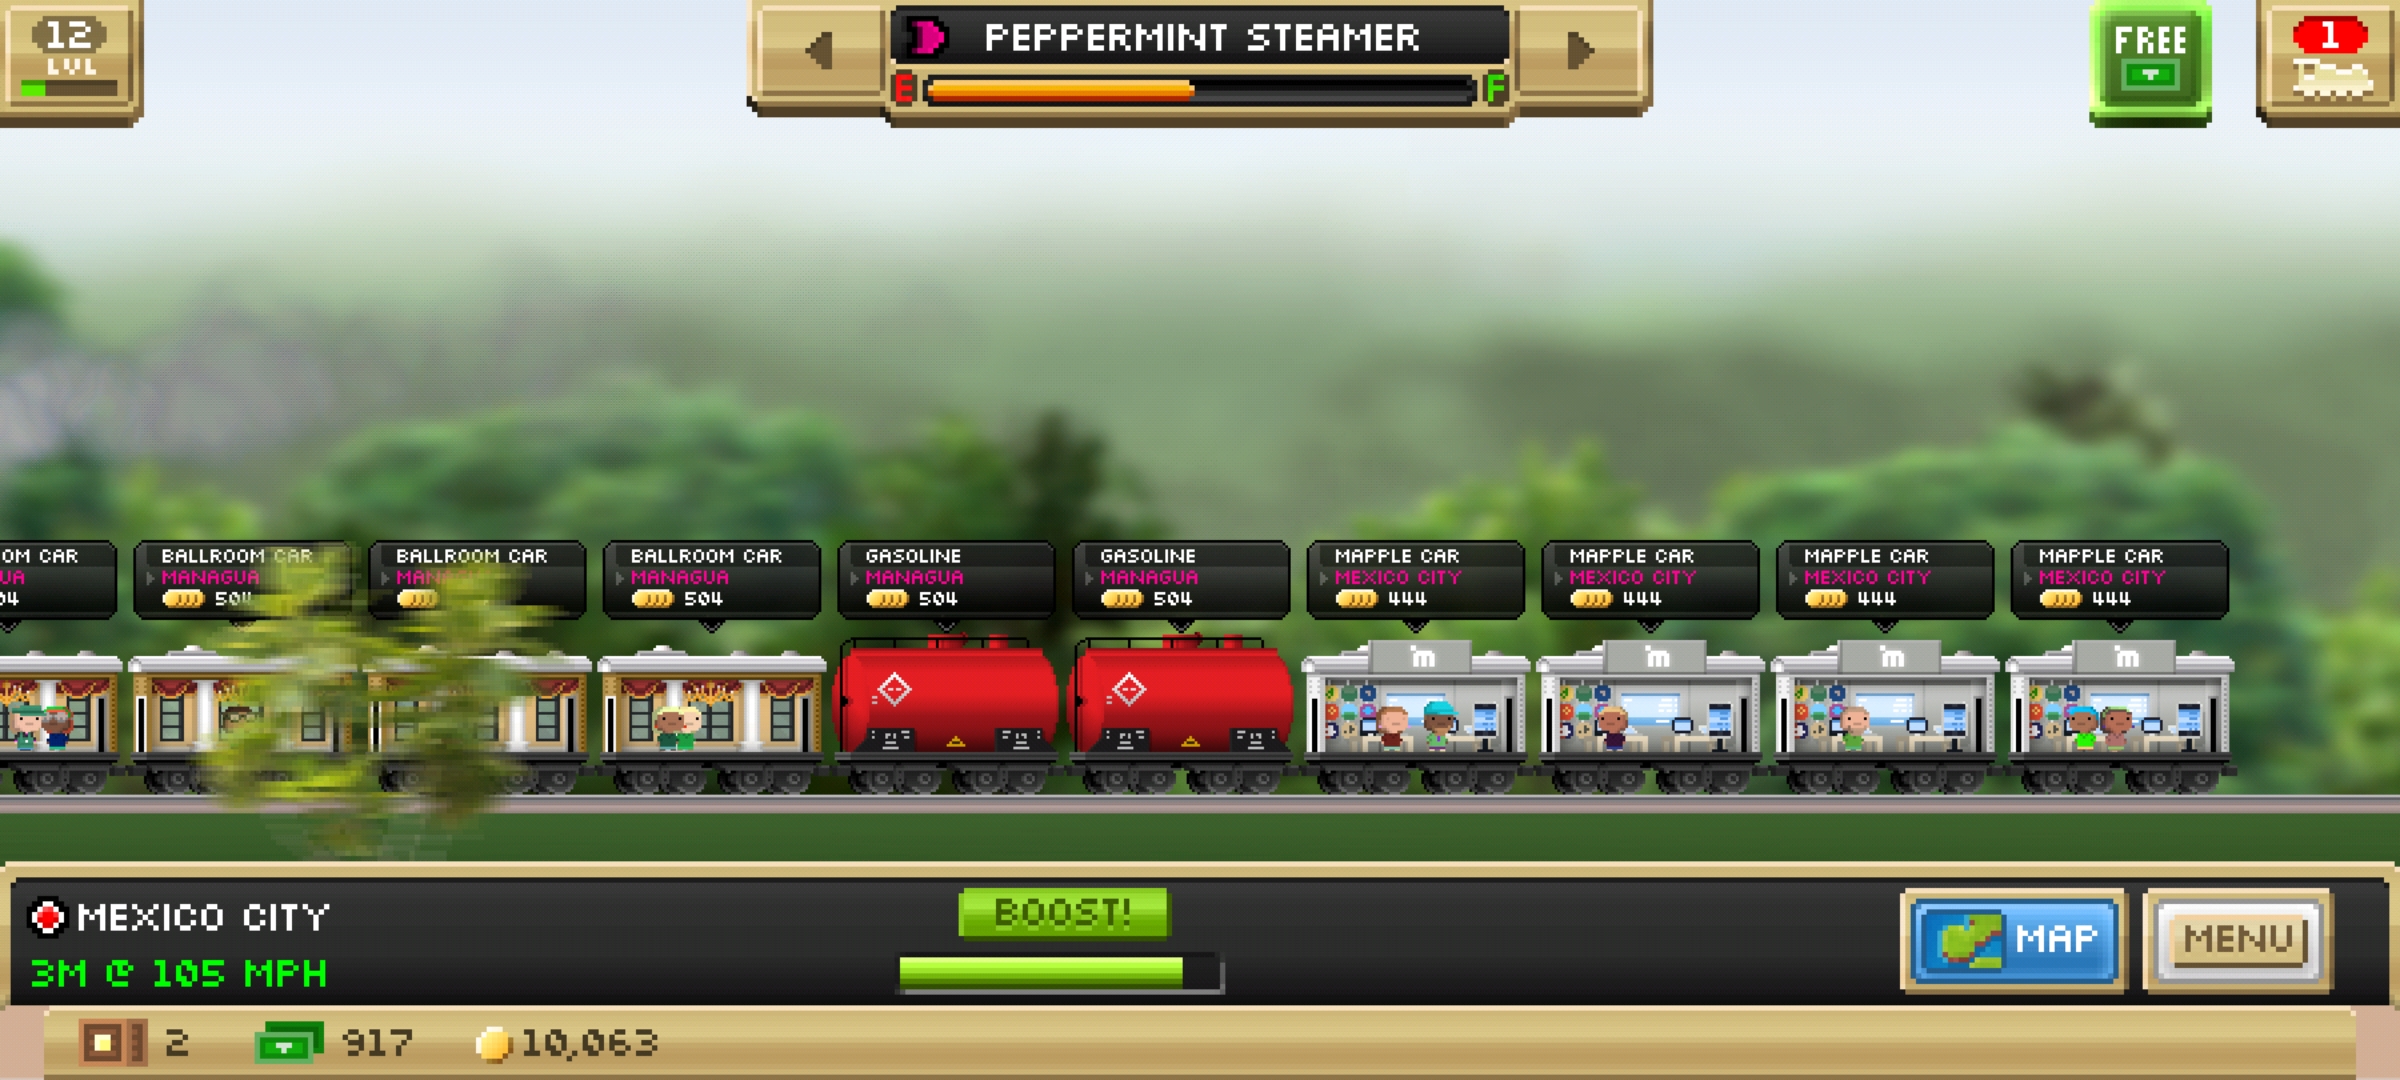 12
LVL
PEPPERMINT STEAMER
E F
FREE
1
OM CAR
UA
04
BALLROOM CAR
MANAGUA
504
BALLROOM CAR
BALLROOM CAR
MANAGUA
504
GASOLINE
MANAGUA
504
GASOLINE
MANAGUA
504
MAPPLE CAR
MEXICO CITY
444
MAPPLE CAR
MEXICO CITY
444
MAPPLE CAR
MEXICO CITY
444
MAPPLE CAR
MEXICO CITY
444
m
m
m
m
MEXICO CITY
3M @ 105 MPH
BOOST!
MAP
MENU
2
917
10,063